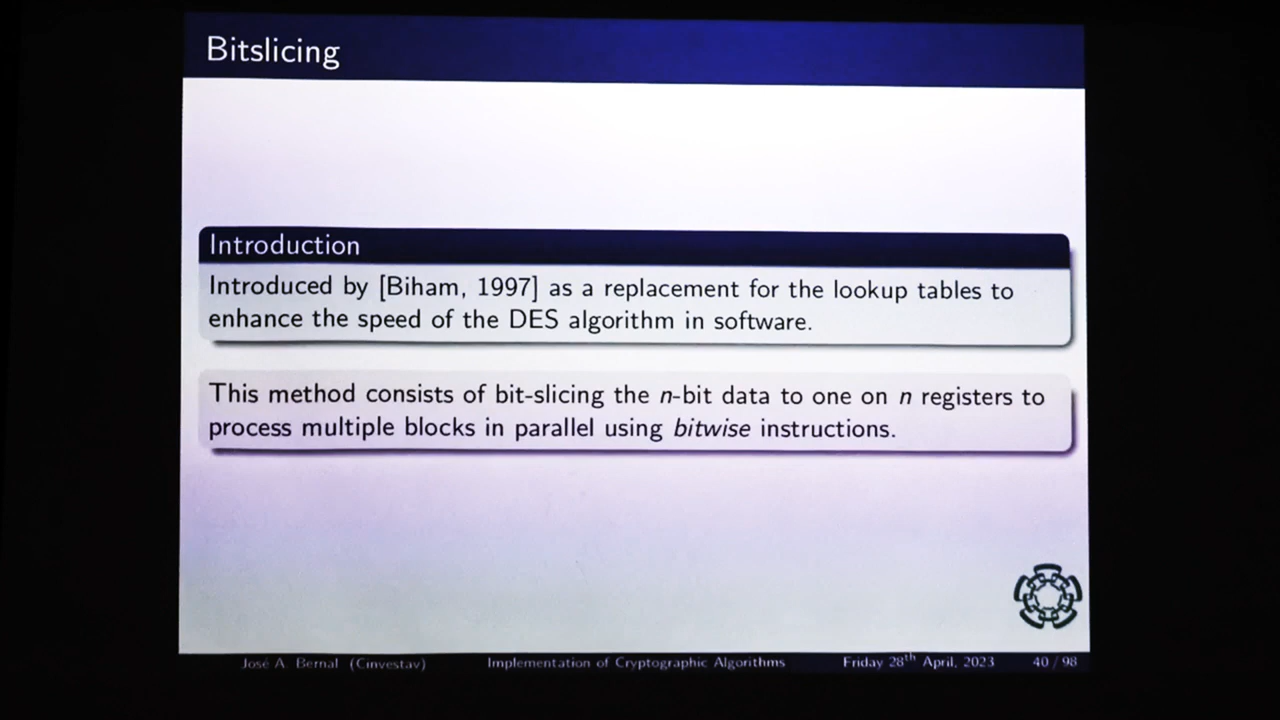 Bitslicing
Introduction
Introduced by [Biham, 1997] as a replacement for the lookup tables to
enhance the speed of the DES algorithm in software.
This method consists of bit-slicing the n-bit data to one on n registers to
process multiple blocks in parallel using bitwise instructions.
José A. Bernal (Cinvestav) Implementation of Cryptographic Algorithms Friday 28th April, 2023 40 / 98